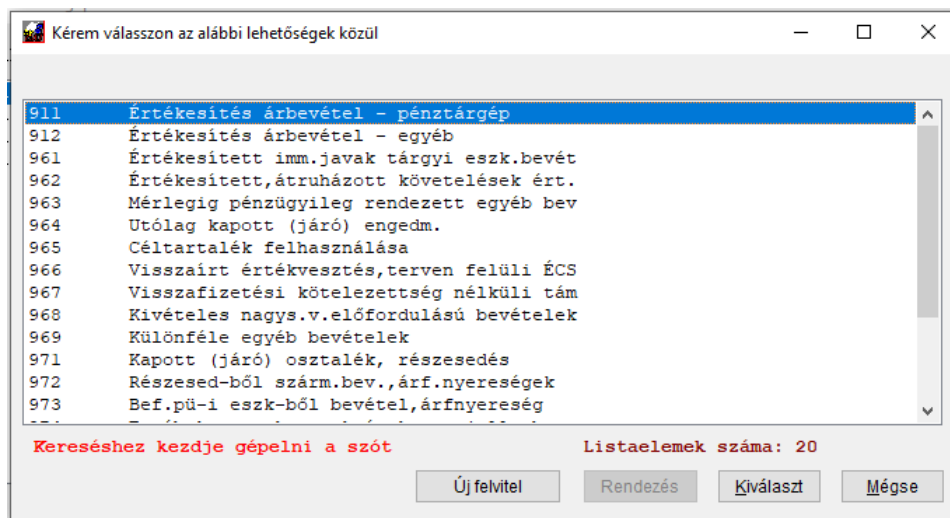 Kérem válasszon az alábbi lehetőségek közül
911 Értékesítés árbevétel - pénztárgép
912 Értékesítés árbevétel - egyéb
961 Értékesített imm.javak tárgyi eszk.bevét
962 Értékesített,átruházott követelések ért.
963 Mérlegig pénzügyileg rendezett egyéb bev
964 Utólag kapott (járó) engedm.
965 Céltartalék felhasználása
966 Visszaírt értékvesztés,terven felüli ÉCS
967 Visszafizetési kötelezettség nélküli tám
968 Kivételes nagys.v.előfordulású bevételek
969 Különféle egyéb bevételek
971 Kapott (járó) osztalék, részesedés
972 Részesed-ből szárm.bev.,árf.nyereségek
973 Bef.pü-i eszk-ből bevétel,árfnyereség
Kereséshez kezdje gépelni a szót Listaelemek száma: 20
Új felvitel Rendezés Kiválaszt Mégse